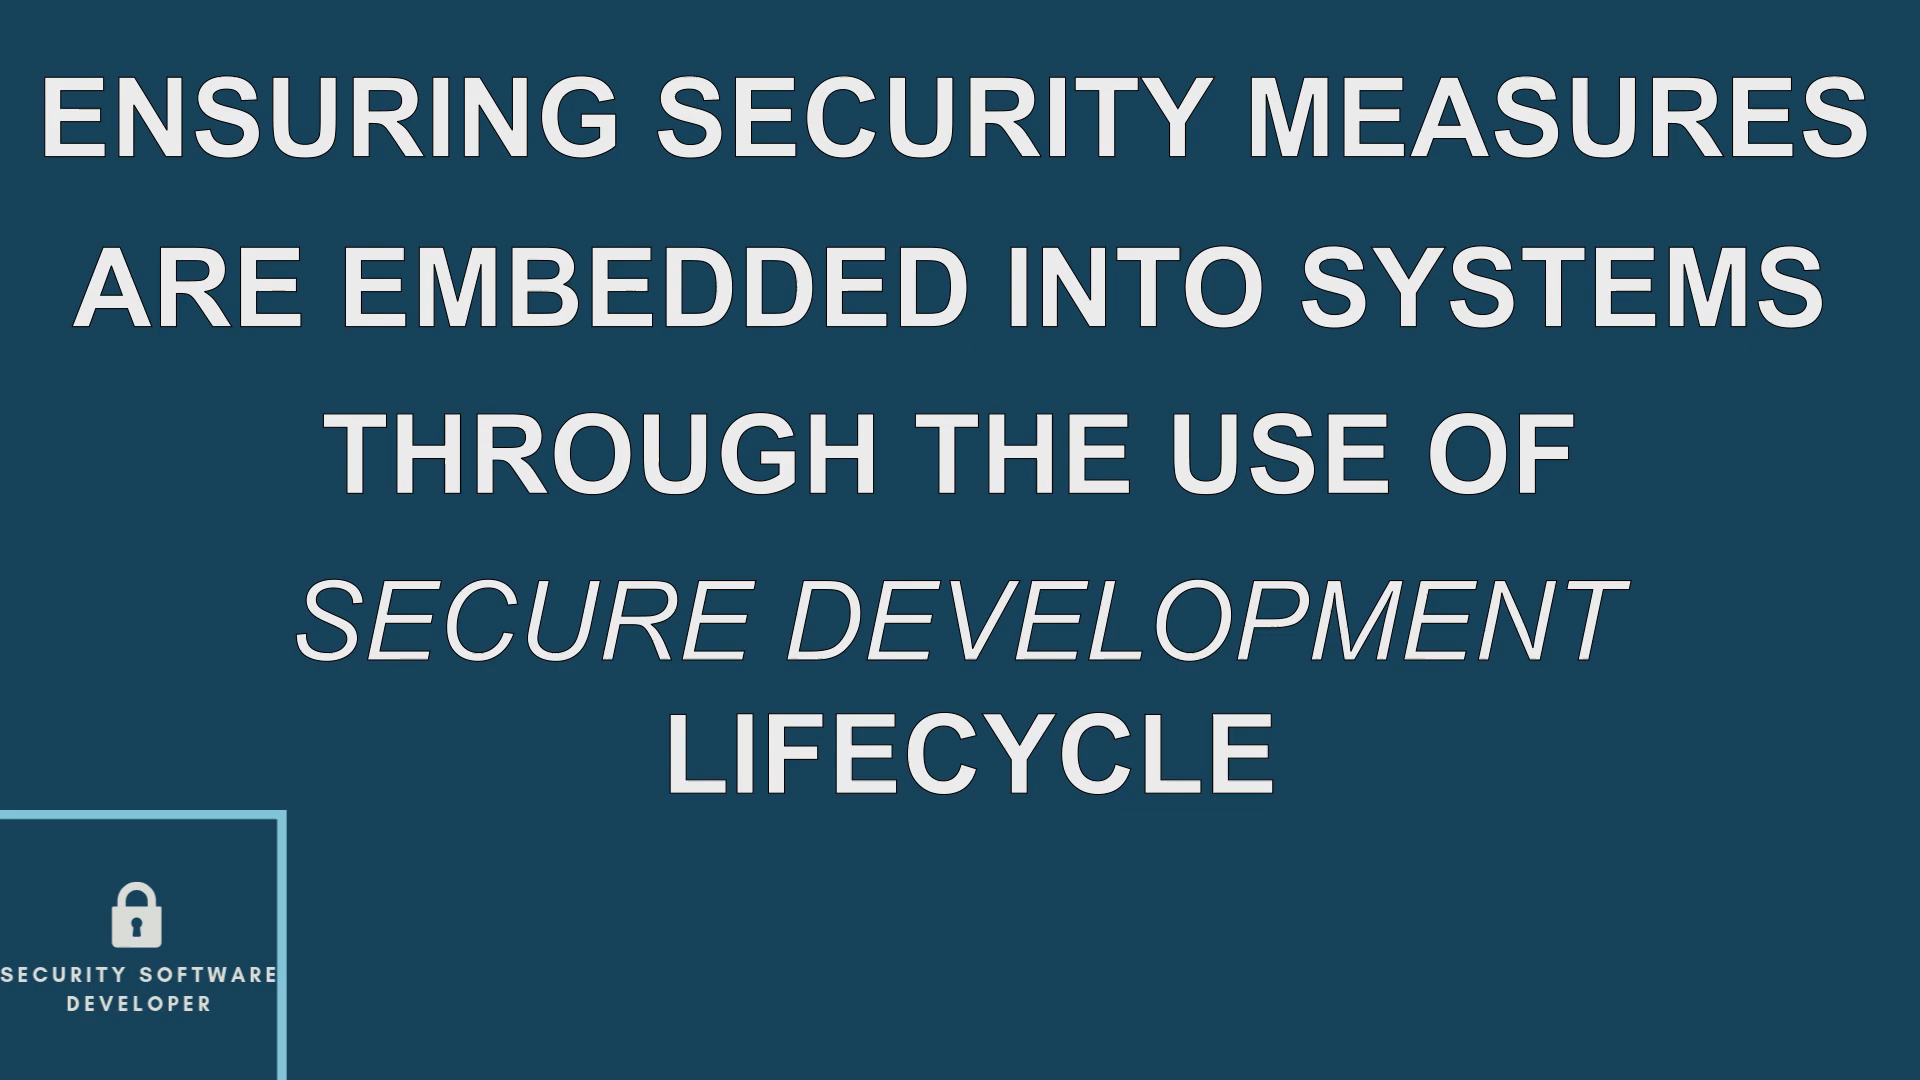 ENSURING SECURITY MEASURES
ARE EMBEDDED INTO SYSTEMS
THROUGH THE USE OF
SECURE DEVELOPMENT
LIFECYCLE
SECURITY SOFTWARE
DEVELOPER